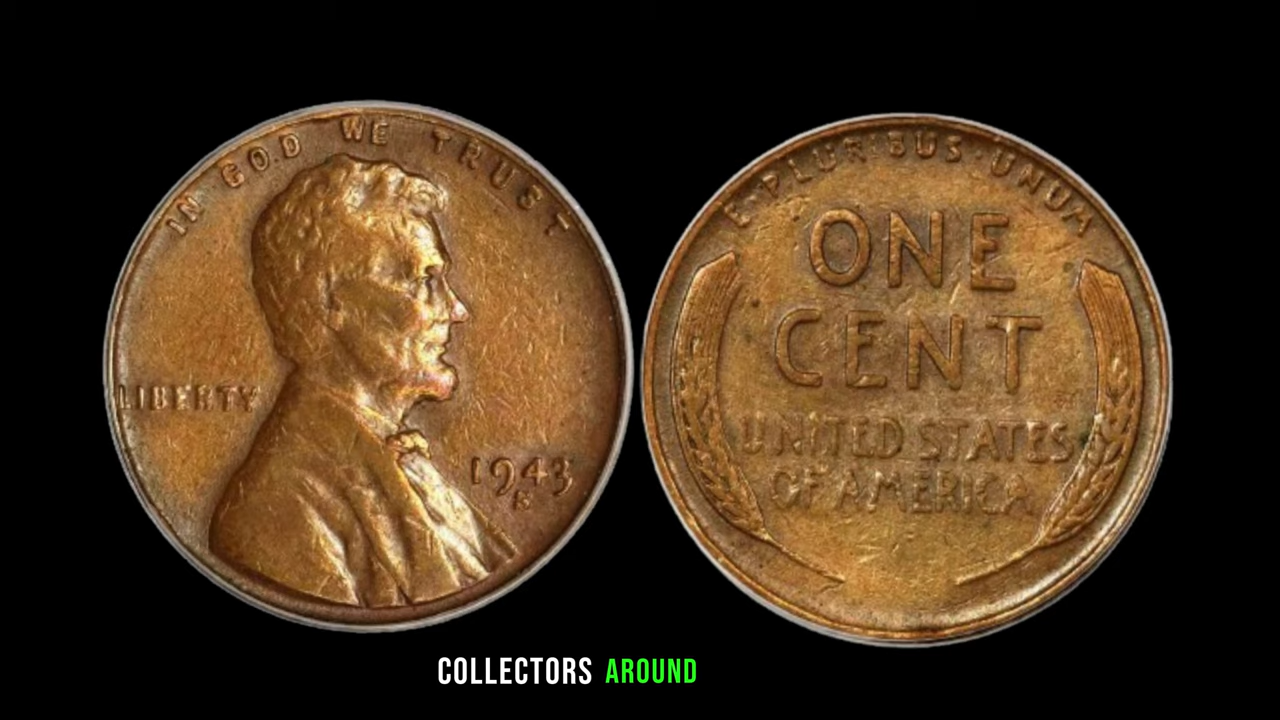 IN GOD WE TRUST
LIBERTY
1943
S
E·PLURIBUS·UNUM
ONE
CENT
UNITED STATES
OF AMERICA
COLLECTORS AROUND